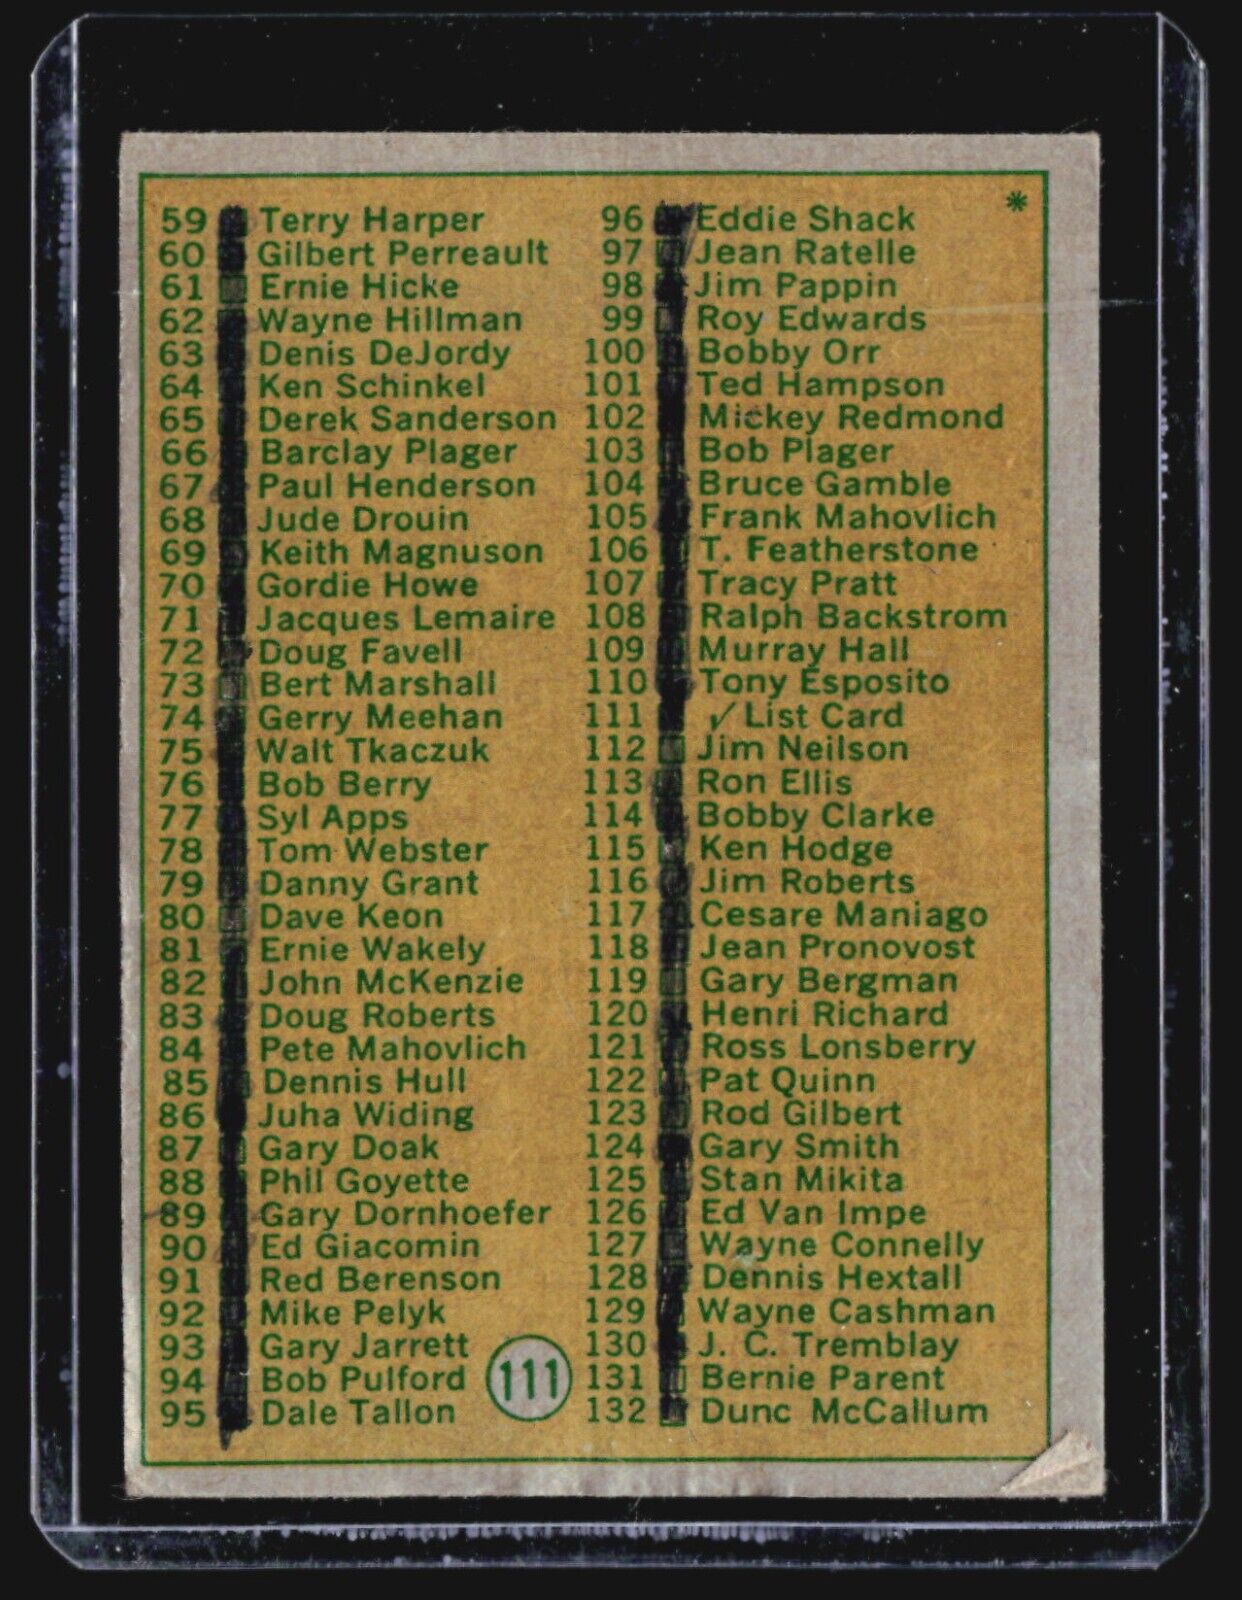 59 Terry Harper
60 Gilbert Perreault
61 Ernie Hicke
62 Wayne Hillman
63 Denis DeJordy
64 Ken Schinkel
65 Derek Sanderson
66 Barclay Plager
67 Paul Henderson
68 Jude Drouin
69 Keith Magnuson
70 Gordie Howe
71 Jacques Lemaire
72 Doug Favell
73 Bert Marshall
74 Gerry Meehan
75 Walt Tkaczuk
76 Bob Berry
77 Syl Apps
78 Tom Webster
79 Danny Grant
80 Dave Keon
81 Ernie Wakely
82 John McKenzie
83 Doug Roberts
84 Pete Mahovlich
85 Dennis Hull
86 Juha Widing
87 Gary Doak
88 Phil Goyette
89 Gary Dornhoefer
90 Ed Giacomin
91 Red Berenson
92 Mike Pelyk
93 Gary Jarrett
94 Bob Pulford
95 Dale Tallon
111
*
96 Eddie Shack
97 Jean Ratelle
98 Jim Pappin
99 Roy Edwards
100 Bobby Orr
101 Ted Hampson
102 Mickey Redmond
103 Bob Plager
104 Bruce Gamble
105 Frank Mahovlich
106 T. Featherstone
107 Tracy Pratt
108 Ralph Backstrom
109 Murray Hall
110 Tony Esposito
111 ✓ List Card
112 Jim Neilson
113 Ron Ellis
114 Bobby Clarke
115 Ken Hodge
116 Jim Roberts
117 Cesare Maniago
118 Jean Pronovost
119 Gary Bergman
120 Henri Richard
121 Ross Lonsberry
122 Pat Quinn
123 Rod Gilbert
124 Gary Smith
125 Stan Mikita
126 Ed Van Impe
127 Wayne Connelly
128 Dennis Hextall
129 Wayne Cashman
130 J. C. Tremblay
131 Bernie Parent
132 Dunc McCallum